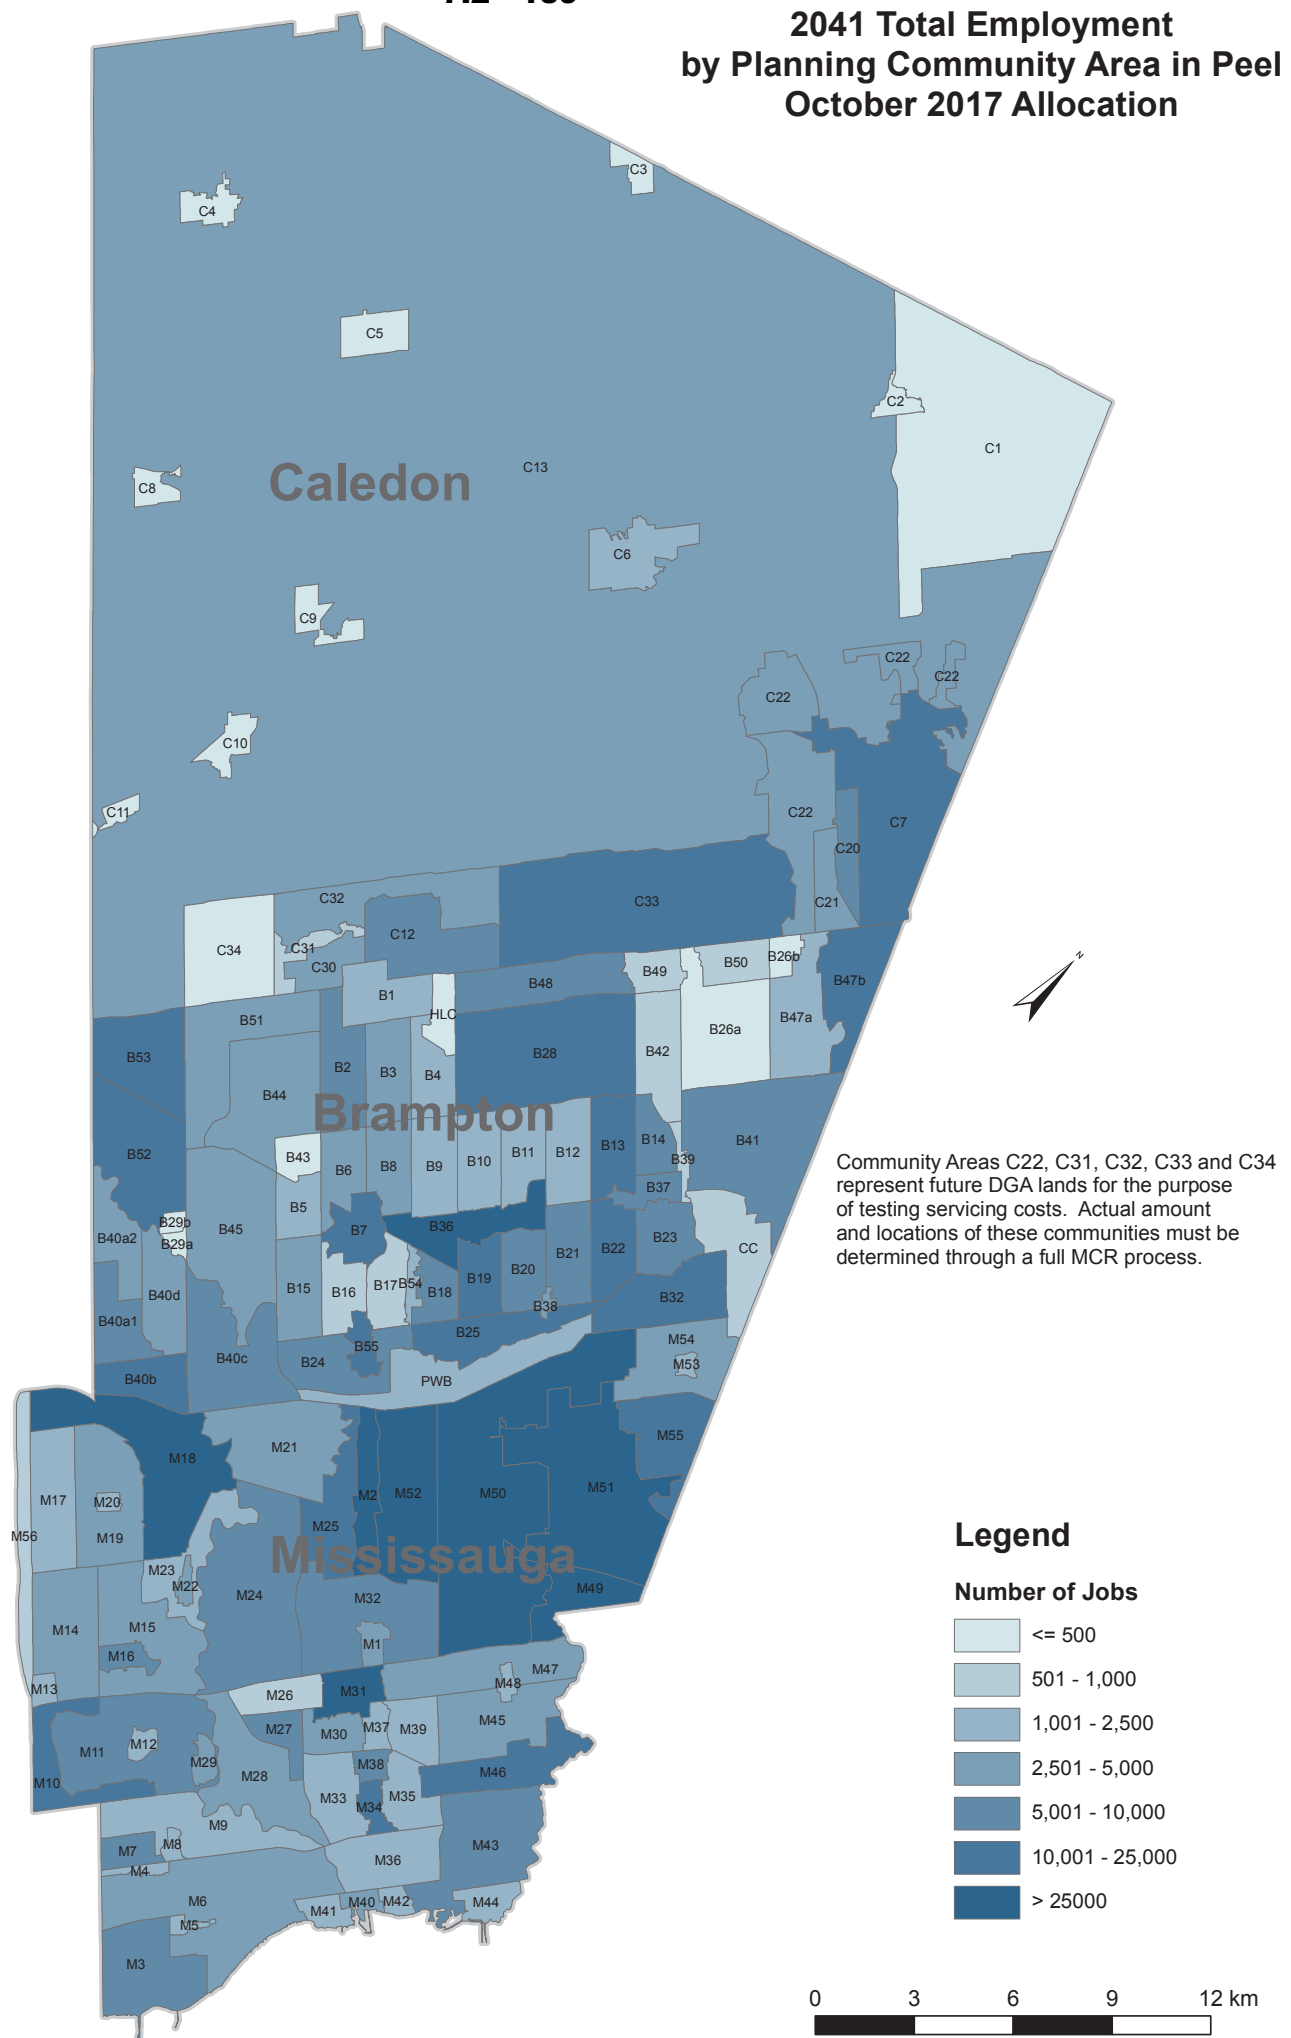 2041 Total Employment
by Planning Community Area in Peel
October 2017 Allocation
C3
C4
C5
C2
C1
C13
Caledon
C8
C6
C9
C22
C22
C22
C10
C11
C22
C7
C20
C32
C33
C21
C12
C34
C31
C30
B49
B50
B26b
B47b
B1
B48
HLC
B51
B47a
B26a
B53
B28
B42
B2
B3
B4
B44
Brampton
B43
B52
B6
B8
B9
B10
B11
B12
B13
B14
B41
B39
B37
B5
B29b
B29a
B45
B7
B36
B40a2
B23
CC
B21
B22
B20
B19
B17
B54
B16
B15
B18
B40d
B32
B38
B40a1
B25
B55
B24
B40c
B40b
PWB
M54
M53
M21
M55
M18
M2
M52
M50
M51
M17
M20
M19
M56
M25
Mississauga
M23
M22
M24
M32
M49
M14
M15
M16
M1
M47
M48
M13
M26
M31
M27
M30
M37
M39
M45
M11
M12
M29
M28
M38
M46
M10
M33
M34
M35
M9
M7
M8
M43
M4
M36
M6
M5
M41
M40
M42
M44
M3
N
Community Areas C22, C31, C32, C33 and C34
represent future DGA lands for the purpose
of testing servicing costs. Actual amount
and locations of these communities must be
determined through a full MCR process.
Legend
Number of Jobs
<= 500
501 - 1,000
1,001 - 2,500
2,501 - 5,000
5,001 - 10,000
10,001 - 25,000
> 25000
0 3 6 9 12 km